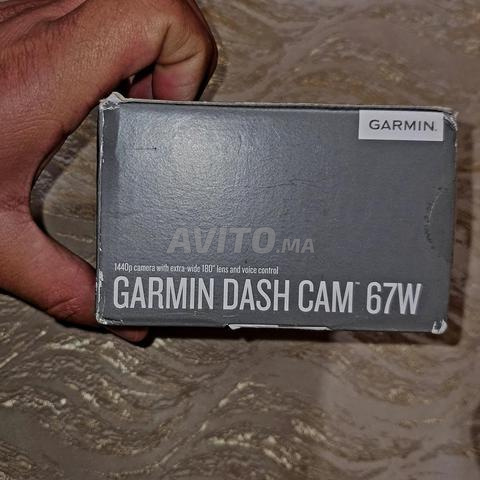 GARMIN.
AVITO.MA
1440p camera with extra-wide 180° lens and voice control
GARMIN DASH CAM™ 67W